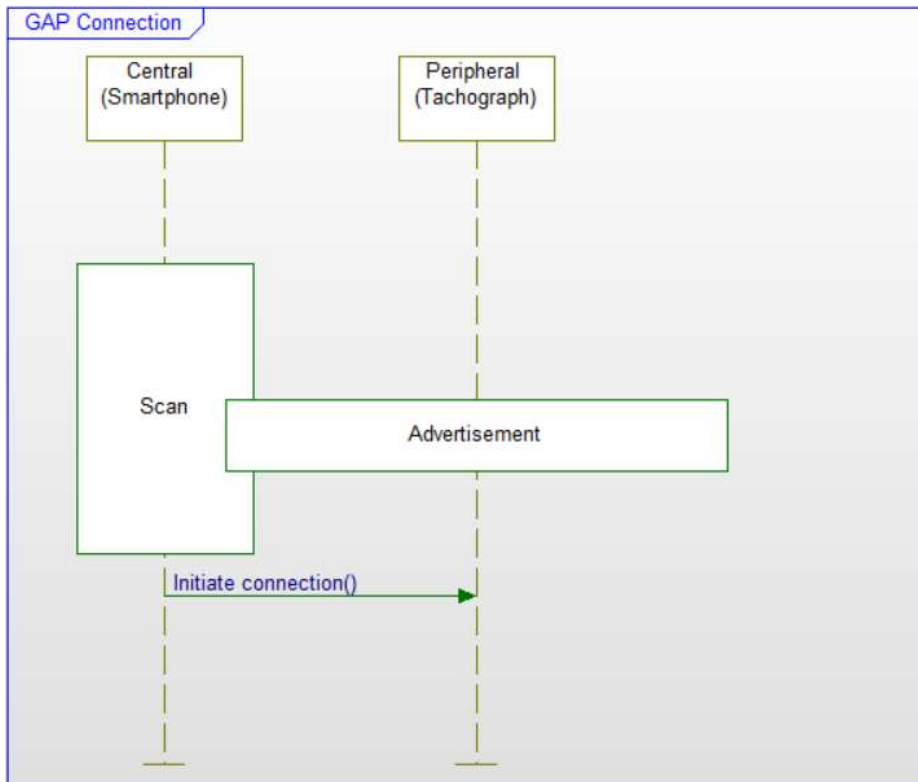 GAP Connection
Central
(Smartphone)
Peripheral
(Tachograph)
Scan
Advertisement
Initiate connection()